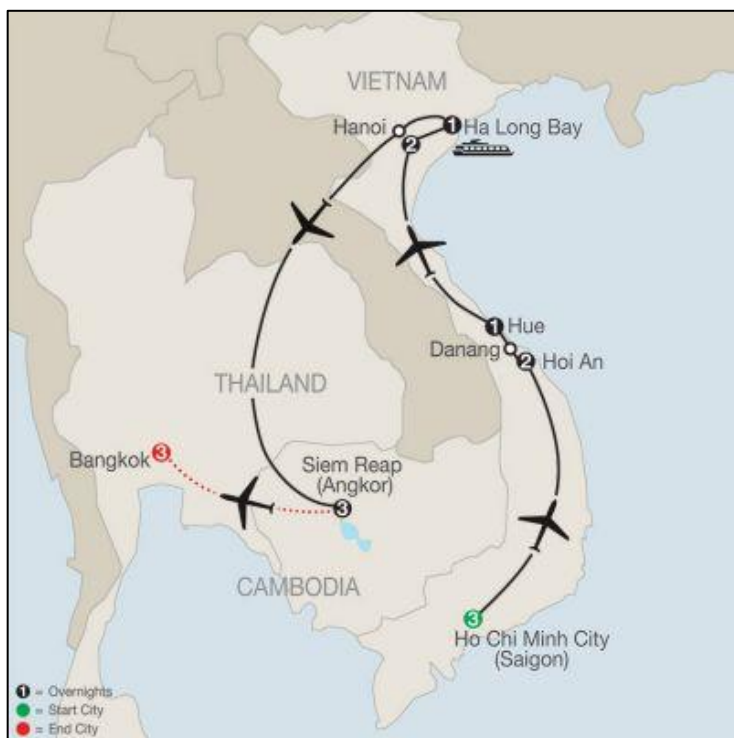 VIETNAM
Hanoi
1 Ha Long Bay
2
1 Hue
Danang
2 Hoi An
THAILAND
Bangkok 3
Siem Reap
(Angkor)
3
CAMBODIA
3
Ho Chi Minh City
(Saigon)
1 = Overnights
= Start City
= End City